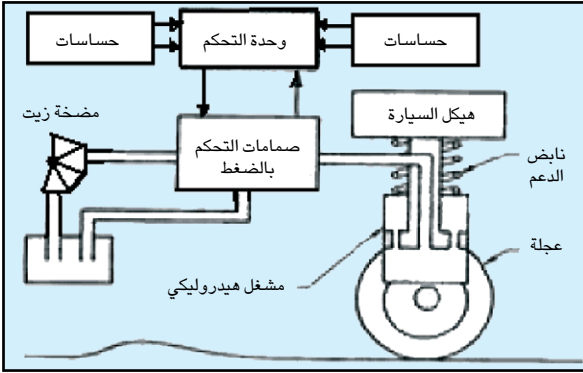 حساسات
وحدة التحكم
حساسات
مضخة زيت
صمامات التحكم
بالضغط
هيكل السيارة
نابض
الدعم
عجلة
مشغل هيدروليكي